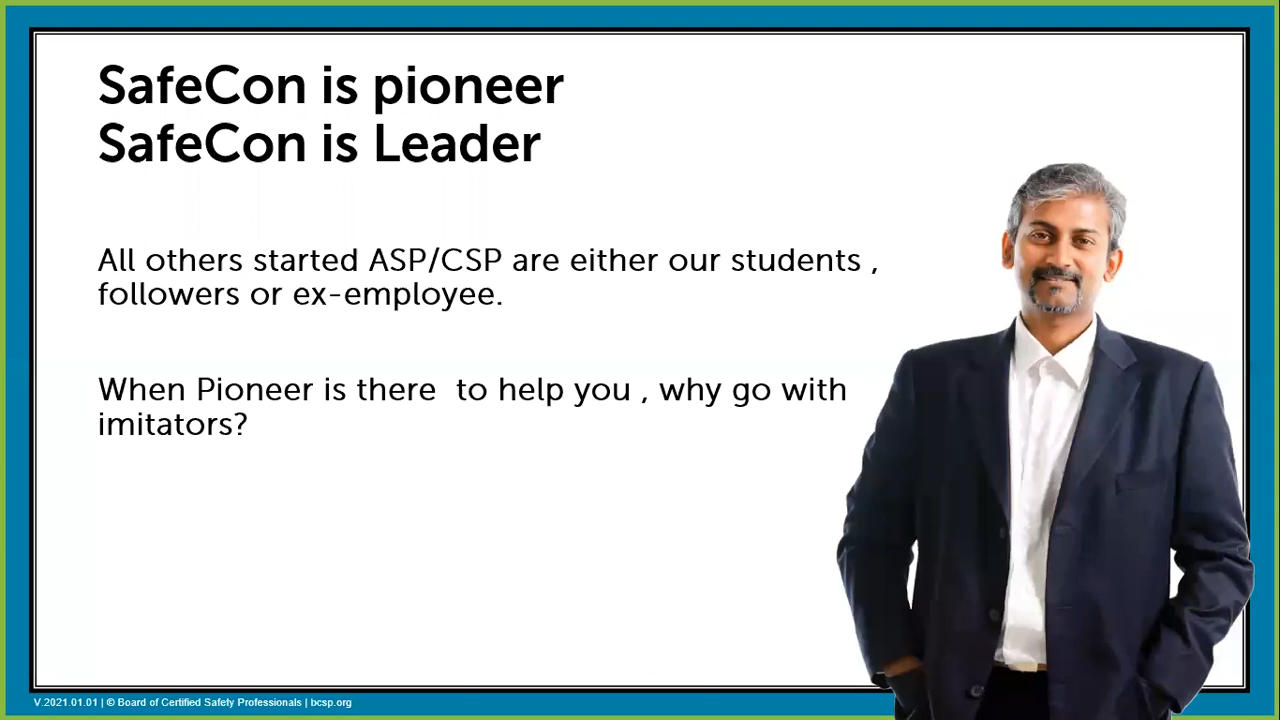 SafeCon is pioneer
SafeCon is Leader
All others started ASP/CSP are either our students ,
followers or ex-employee.
When Pioneer is there  to help you , why go with
imitators?
V.2021.01.01 | © Board of Certified Safety Professionals | bcsp.org